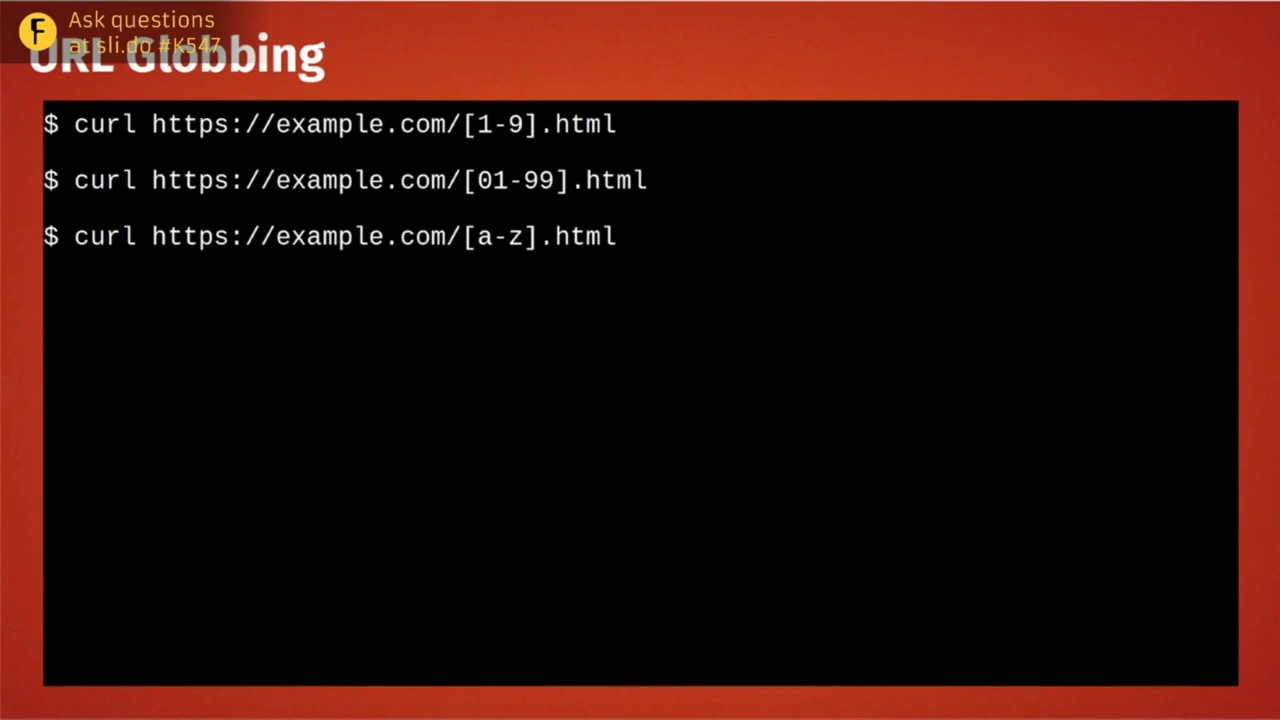 Ask questions
at sli.do #K547
URL Globbing
$ curl https://example.com/[1-9].html
$ curl https://example.com/[01-99].html
$ curl https://example.com/[a-z].html